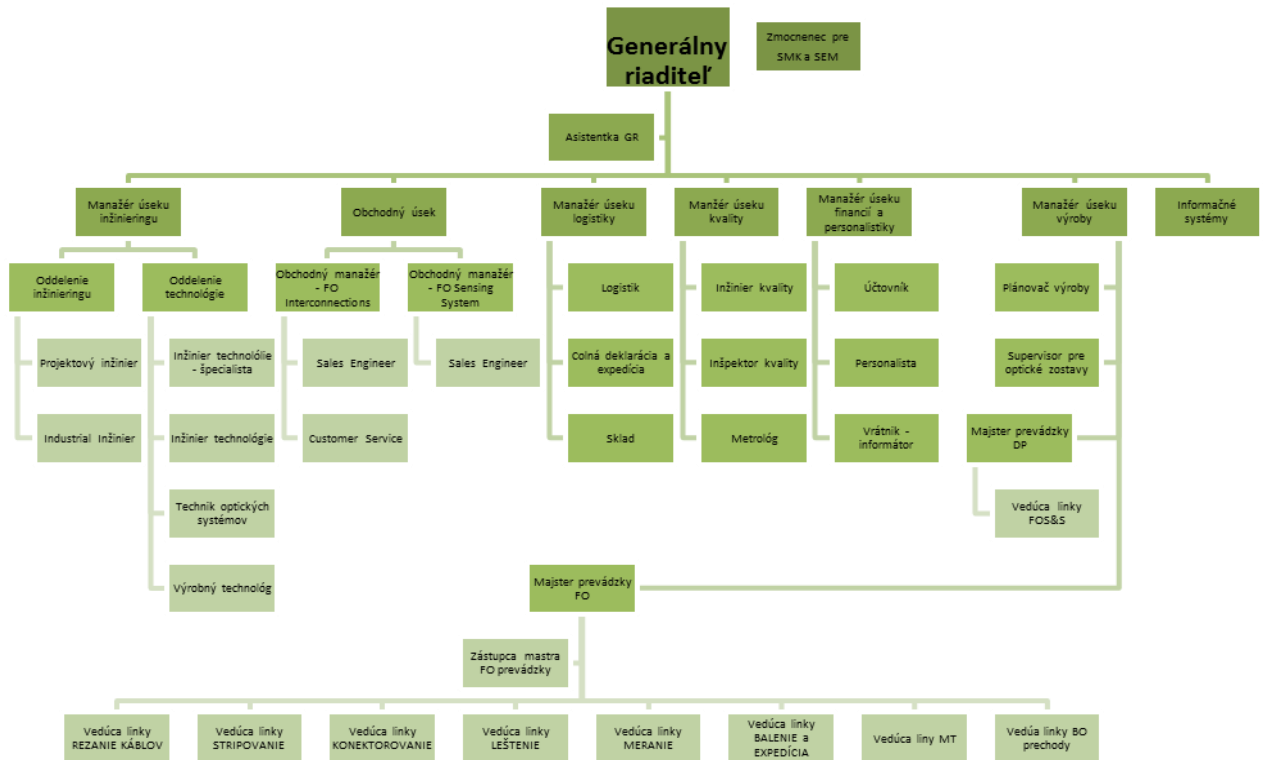 Generálny
riaditeľ
Zmocnenec pre
SMK a SEM
Asistentka GR
Manažér úseku
inžinieringu
Obchodný úsek
Manažér úseku
logistiky
Manžér úseku
kvality
Manažér úseku
financií a
personalistiky
Manažér úseku
výroby
Informačné
systémy
Oddelenie
inžinieringu
Oddelenie
technológie
Obchodný manažér
- FO
Interconnections
Obchodný manažér
- FO Sensing
System
Logistik
Inžinier kvality
Účtovník
Plánovač výroby
Projektový inžinier
Inžinier technolólie
- špecialista
Sales Engineer
Sales Engineer
Colná deklarácia a
expedícia
Inšpektor kvality
Personalista
Supervisor pre
optické zostavy
Industrial Inžinier
Inžinier technológie
Customer Service
Sklad
Metrológ
Vrátnik -
informátor
Majster prevádzky
DP
Technik optických
systémov
Vedúca linky
FOS&S
Výrobný technológ
Majster prevádzky
FO
Zástupca mastra
FO prevádzky
Vedúca linky
REZANIE KÁBLOV
Vedúca linky
STRIPOVANIE
Vedúca linky
KONEKTOROVANIE
Vedúca linky
LEŠTENIE
Vedúca linky
MERANIE
Vedúca linky
BALENIE a
EXPEDÍCIA
Vedúca liny MT
Vedúa linky BO
prechody